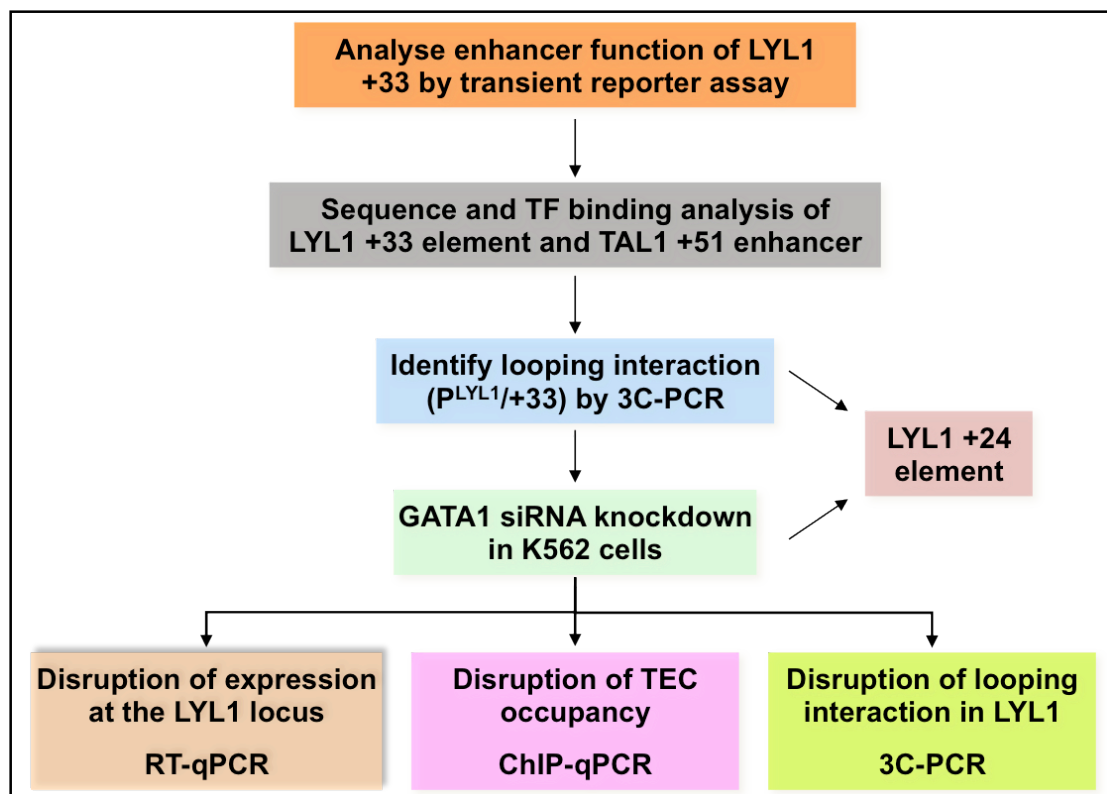 Analyse enhancer function of LYL1
+33 by transient reporter assay
Sequence and TF binding analysis of
LYL1 +33 element and TAL1 +51 enhancer
Identify looping interaction
(P^LYL1/+33) by 3C-PCR
LYL1 +24
element
GATA1 siRNA knockdown
in K562 cells
Disruption of expression
at the LYL1 locus
RT-qPCR
Disruption of TEC
occupancy
ChIP-qPCR
Disruption of looping
interaction in LYL1
3C-PCR